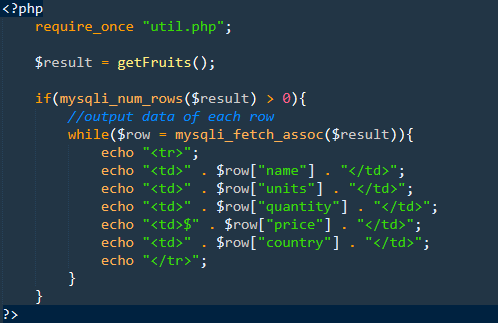 <?php
    require_once "util.php";

    $result = getFruits();

    if(mysqli_num_rows($result) > 0){
        //output data of each row
        while($row = mysqli_fetch_assoc($result)){
            echo "<tr>";
            echo "<td>" . $row["name"] . "</td>";
            echo "<td>" . $row["units"] . "</td>";
            echo "<td>" . $row["quantity"] . "</td>";
            echo "<td>$" . $row["price"] . "</td>";
            echo "<td>" . $row["country"] . "</td>";
            echo "</tr>";
        }
    }
?>